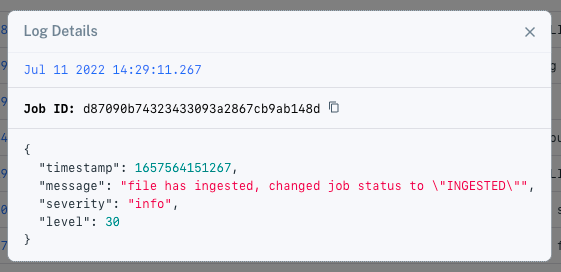 Log Details
Jul 11 2022 14:29:11.267
Job ID: d87090b74323433093a2867cb9ab148d
{
  "timestamp": 1657564151267,
  "message": "file has ingested, changed job status to \"INGESTED\"",
  "severity": "info",
  "level": 30
}